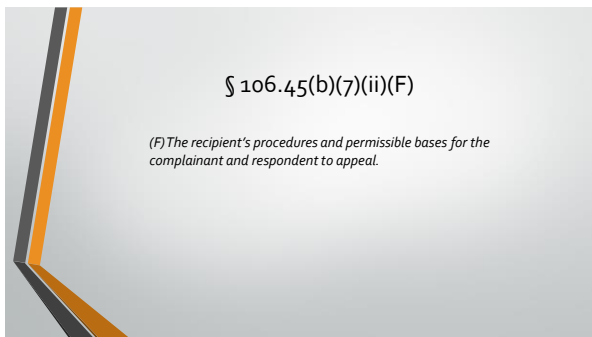 § 106.45(b)(7)(ii)(F)
(F) The recipient's procedures and permissible bases for the
complainant and respondent to appeal.